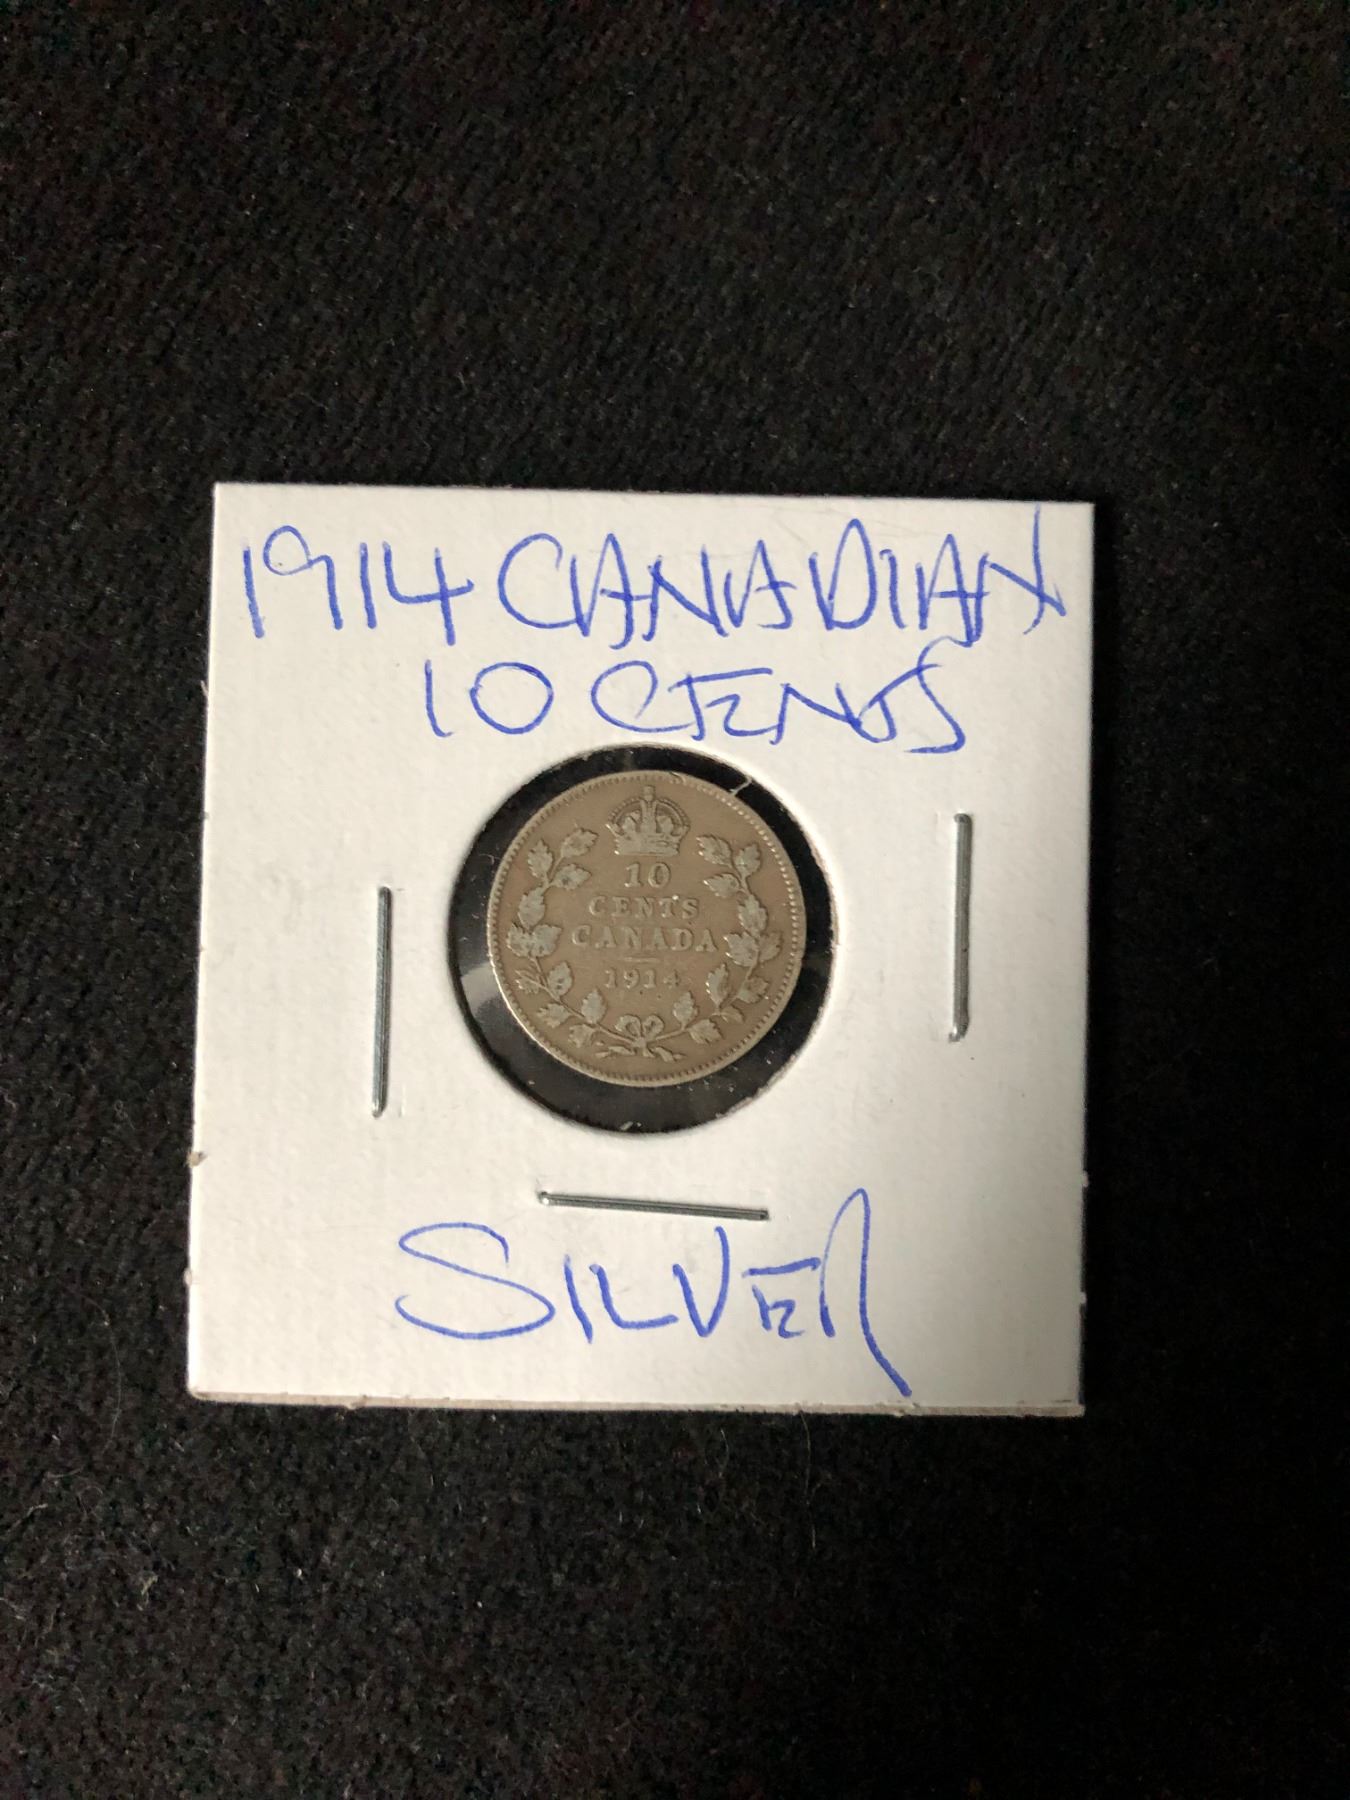 1914 CANADIAN
10 CENTS
10
CENTS
CANADA
1914
SILVER